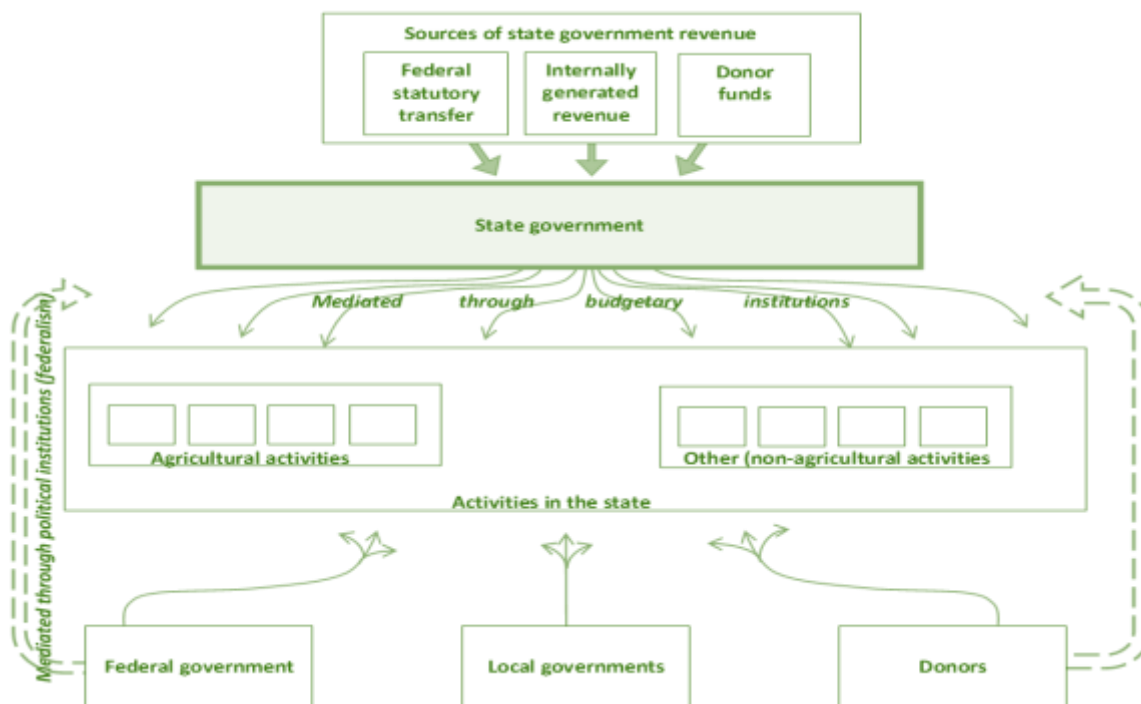 Sources of state government revenue
Federal
statutory
transfer
Internally
generated
revenue
Donor
funds
State government
Mediated through budgetary institutions
Mediated through political institutions (federalism)
Agricultural activities
Other (non-agricultural activities
Activities in the state
Federal government
Local governments
Donors